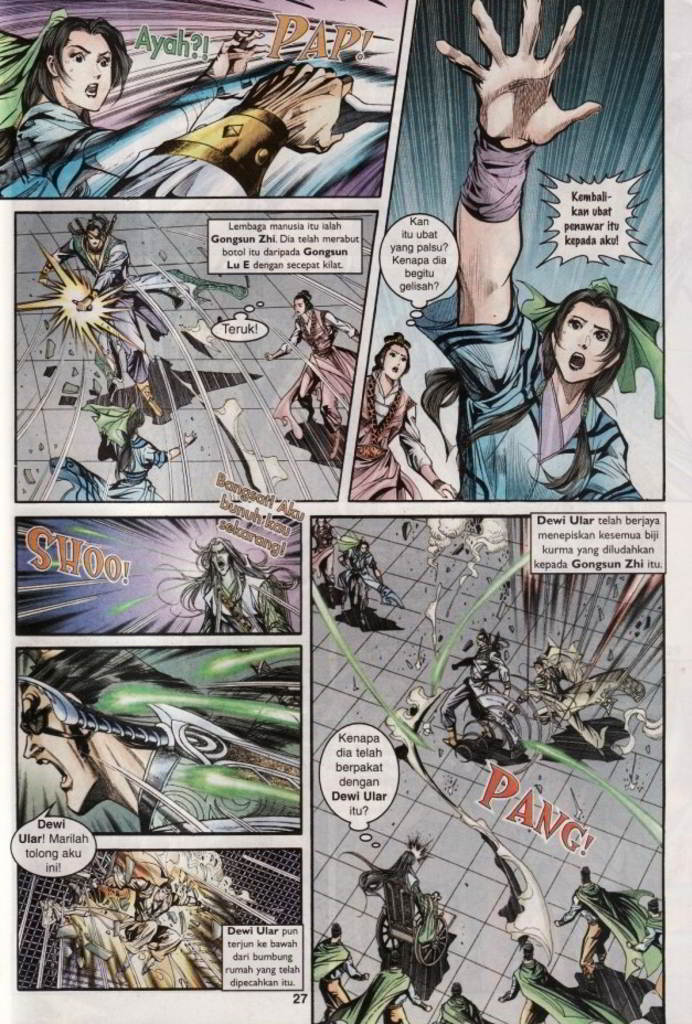 Ayah?!
PAP!
Kembali-
kan ubat
penawar itu
kepada aku!
Kan
itu ubat
yang palsu?
Kenapa dia
begitu
gelisah?
Lembaga manusia itu ialah
Gongsun Zhi. Dia telah merabut
botol itu daripada Gongsun
Lu E dengan secepat kilat.
Teruk!
Bangsat! Aku
bunuh kau
sekarang!
SHOO!
Dewi
Ular! Marilah
tolong aku
ini!
Dewi Ular pun
terjun ke bawah
dari bumbung
rumah yang telah
dipecahkan itu.
Dewi Ular telah berjaya
menepiskan kesemua biji
kurma yang diludahkan
kepada Gongsun Zhi itu.
Kenapa
dia telah
berpakat
dengan
Dewi Ular
itu?
PANG!
27